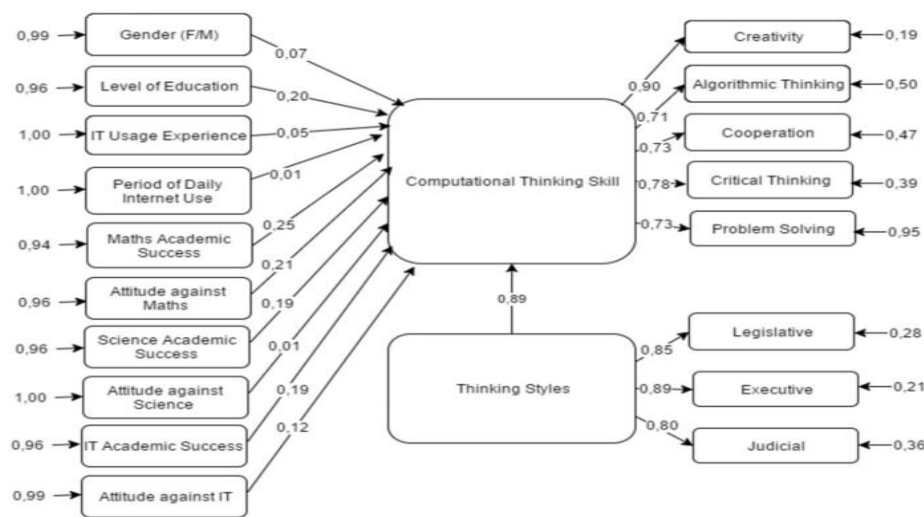 0,99
Gender (F/M)
0,07
0,96
Level of Education
0,20
1,00
IT Usage Experience
0,05
1,00
Period of Daily
Internet Use
0,01
0,94
Maths Academic
Success
0,25
0,96
Attitude against
Maths
0,21
0,96
Science Academic
Success
0,19
1,00
Attitude against
Science
0,01
0,96
IT Academic Success
0,19
0,99
Attitude against IT
0,12
Computational Thinking Skill
0,89
Thinking Styles
0,90
Creativity
0,19
0,71
Algorithmic Thinking
0,50
0,73
Cooperation
0,47
0,78
Critical Thinking
0,39
0,73
Problem Solving
0,95
0,85
Legislative
0,28
0,89
Executive
0,21
0,80
Judicial
0,36